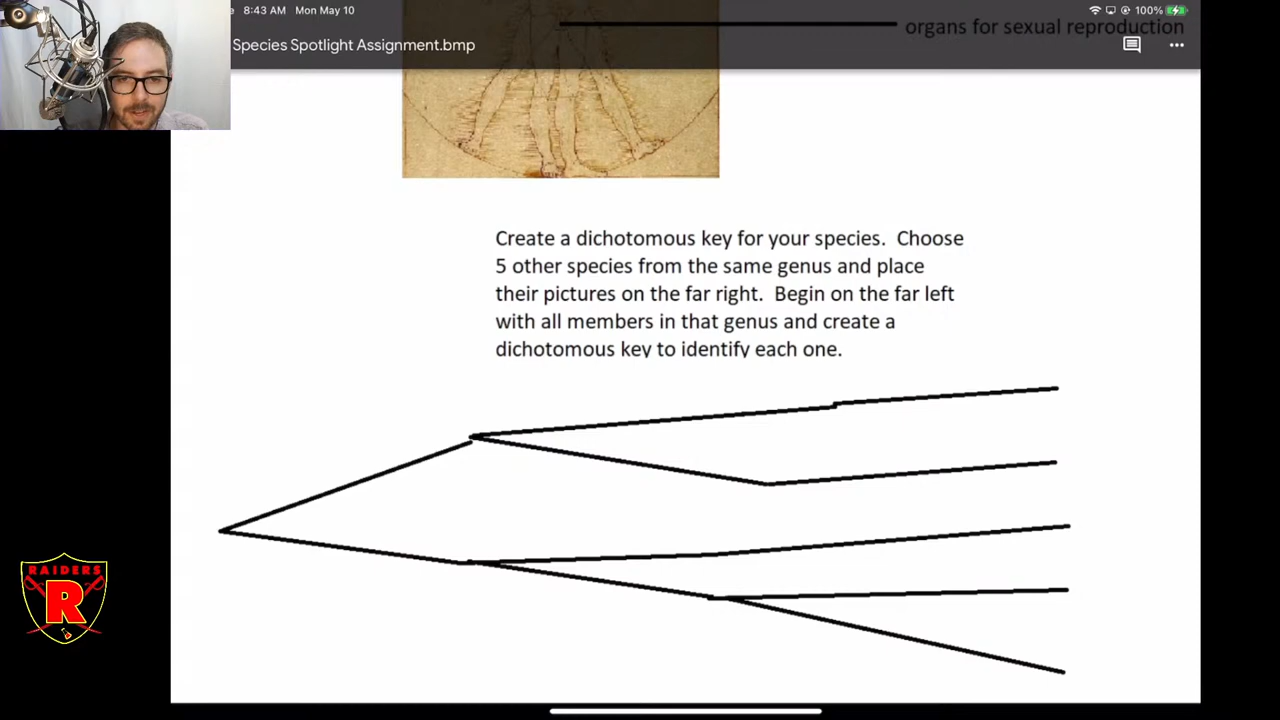 8:43 AM Mon May 10
100%
organs for sexual reproduction
Species Spotlight Assignment.bmp
Create a dichotomous key for your species. Choose
5 other species from the same genus and place
their pictures on the far right. Begin on the far left
with all members in that genus and create a
dichotomous key to identify each one.
RAIDERS
R